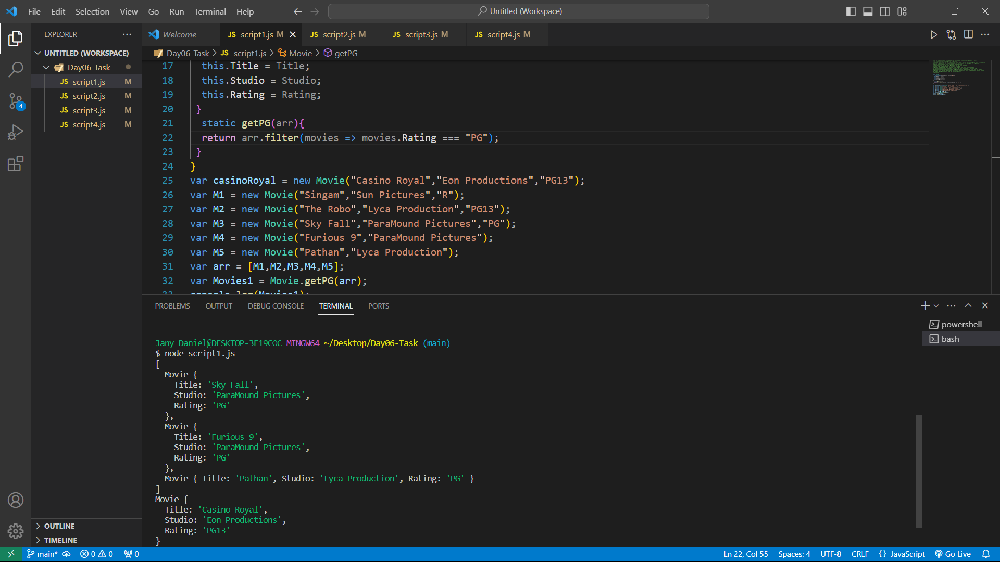 File Edit Selection View Go Run Terminal Help
Untitled (Workspace)
EXPLORER
Welcome
JS script1.js M
JS script2.js M
JS script3.js M
JS script4.js M
UNTITLED (WORKSPACE)
Day06-Task
JS script1.js M
JS script2.js M
JS script3.js M
JS script4.js M
4
Day06-Task > JS script1.js > Movie > getPG
17 this.Title = Title;
18 this.Studio = Studio;
19 this.Rating = Rating;
20 }
21 static getPG(arr){
22 return arr.filter(movies => movies.Rating === "PG");
23 }
24 }
25 var casinoRoyal = new Movie("Casino Royal","Eon Productions","PG13");
26 var M1 = new Movie("Singam","Sun Pictures","R");
27 var M2 = new Movie("The Robo","Lyca Production","PG13");
28 var M3 = new Movie("Sky Fall","ParaMound Pictures","PG");
29 var M4 = new Movie("Furious 9","ParaMound Pictures");
30 var M5 = new Movie("Pathan","Lyca Production");
31 var arr = [M1,M2,M3,M4,M5];
32 var Movies1 = Movie.getPG(arr);
33 console.log(Movies1);
PROBLEMS OUTPUT DEBUG CONSOLE TERMINAL PORTS
powershell
bash
Jany Daniel@DESKTOP-3E19COC MINGW64 ~/Desktop/Day06-Task (main)
$ node script1.js
[
Movie {
Title: 'Sky Fall',
Studio: 'ParaMound Pictures',
Rating: 'PG'
},
Movie {
Title: 'Furious 9',
Studio: 'ParaMound Pictures',
Rating: 'PG'
},
Movie { Title: 'Pathan', Studio: 'Lyca Production', Rating: 'PG' }
]
Movie {
Title: 'Casino Royal',
Studio: 'Eon Productions',
Rating: 'PG13'
}
OUTLINE
TIMELINE
main* 0 0 0
Ln 22, Col 55 Spaces: 4 UTF-8 CRLF {} JavaScript Go Live